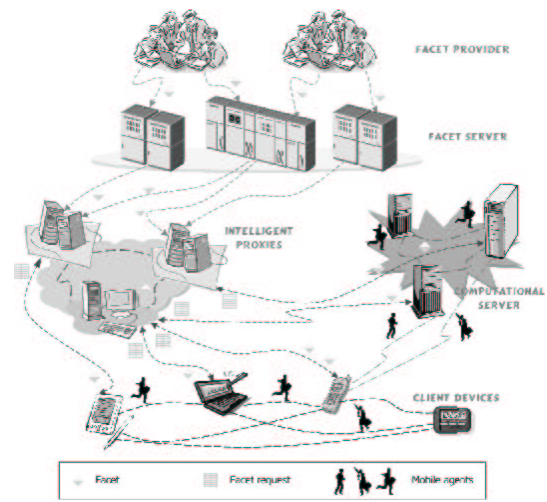 FACET PROVIDER
FACET SERVER
INTELLIGENT
PROXIES
COMPUTATIONAL
SERVER
CLIENT DEVICES
Facet
Facet request
Mobile agents